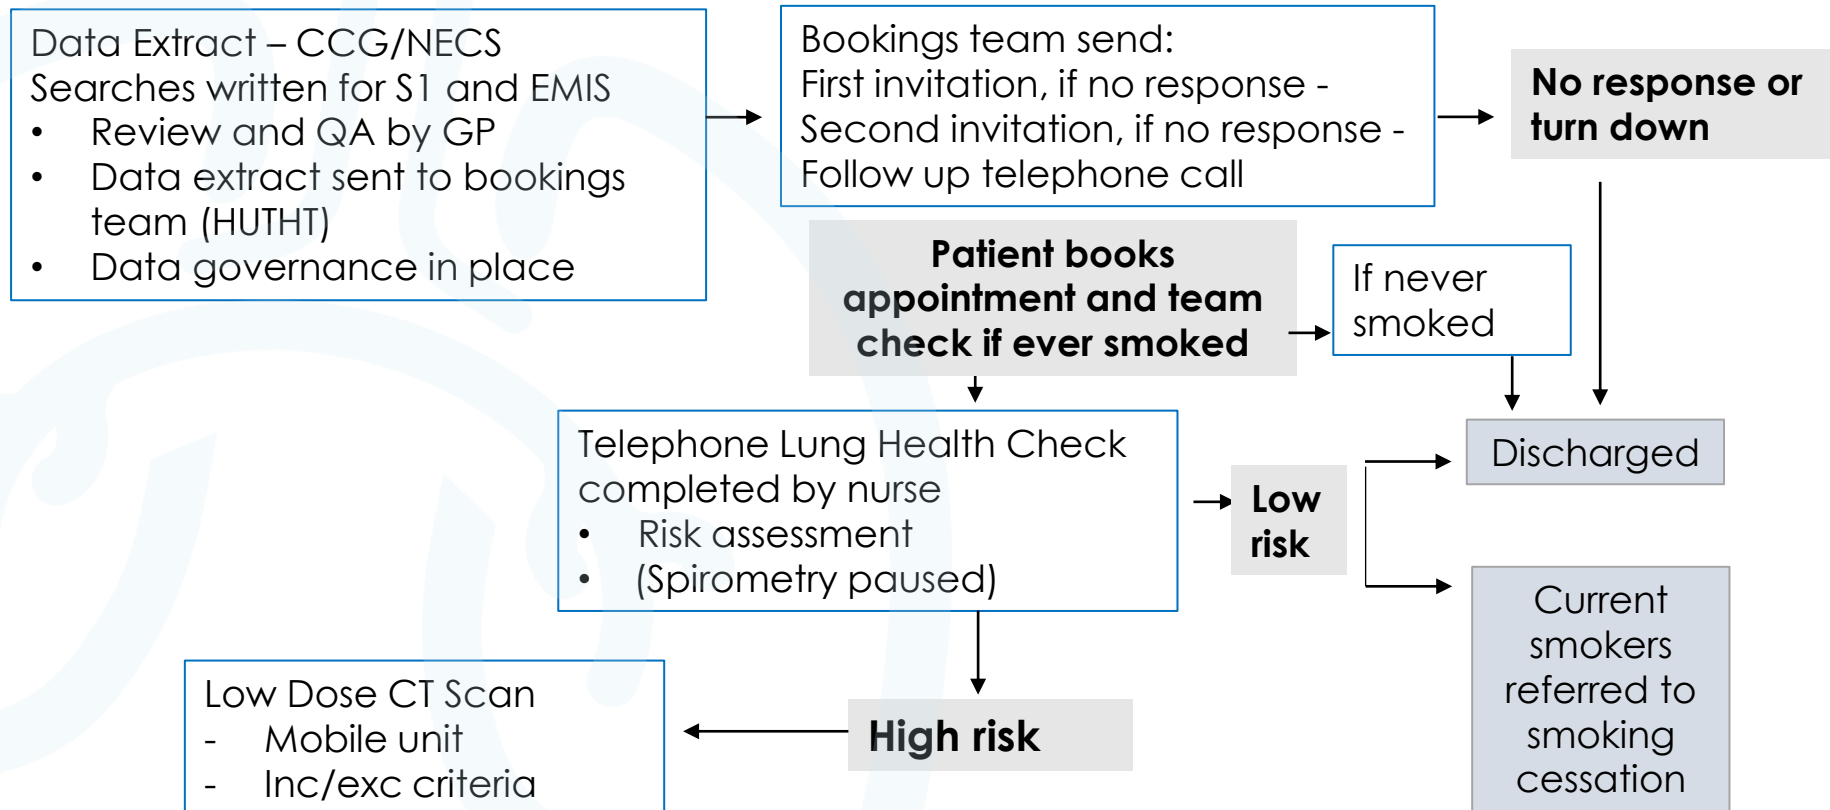 Data Extract – CCG/NECS
Searches written for S1 and EMIS
• Review and QA by GP
• Data extract sent to bookings
team (HUTHT)
• Data governance in place
Bookings team send:
First invitation, if no response -
Second invitation, if no response -
Follow up telephone call
No response or
turn down
Patient books
appointment and team
check if ever smoked
If never
smoked
Telephone Lung Health Check
completed by nurse
• Risk assessment
• (Spirometry paused)
Low
risk
Discharged
Current
smokers
referred to
smoking
cessation
High risk
Low Dose CT Scan
- Mobile unit
- Inc/exc criteria